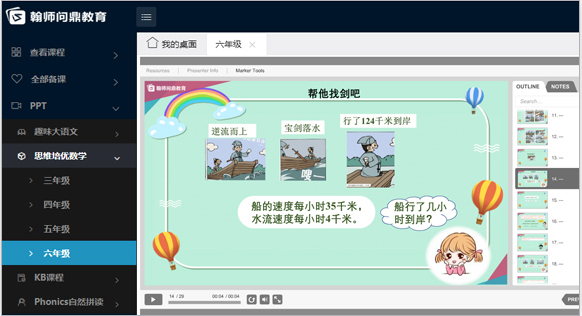 翰师问鼎教育
查看课程
全部备课
PPT
趣味大语文
思维培优数学
三年级
四年级
五年级
六年级
KB课程
Phonics自然拼读
我的桌面
六年级
Resources
Presenter Info
Marker Tools
翰师问鼎教育
帮他找剑吧
逆流而上
宝剑落水
行了124千米到岸
嗖
船的速度每小时35千米，
水流速度每小时4千米。
船行了几小
时到岸？
OUTLINE
NOTES
Search...
11. ---
12. ---
13. ---
14. ---
15. ---
16. ---
17. ---
18. ---
14 / 29
00:04 / 00:04
PREV